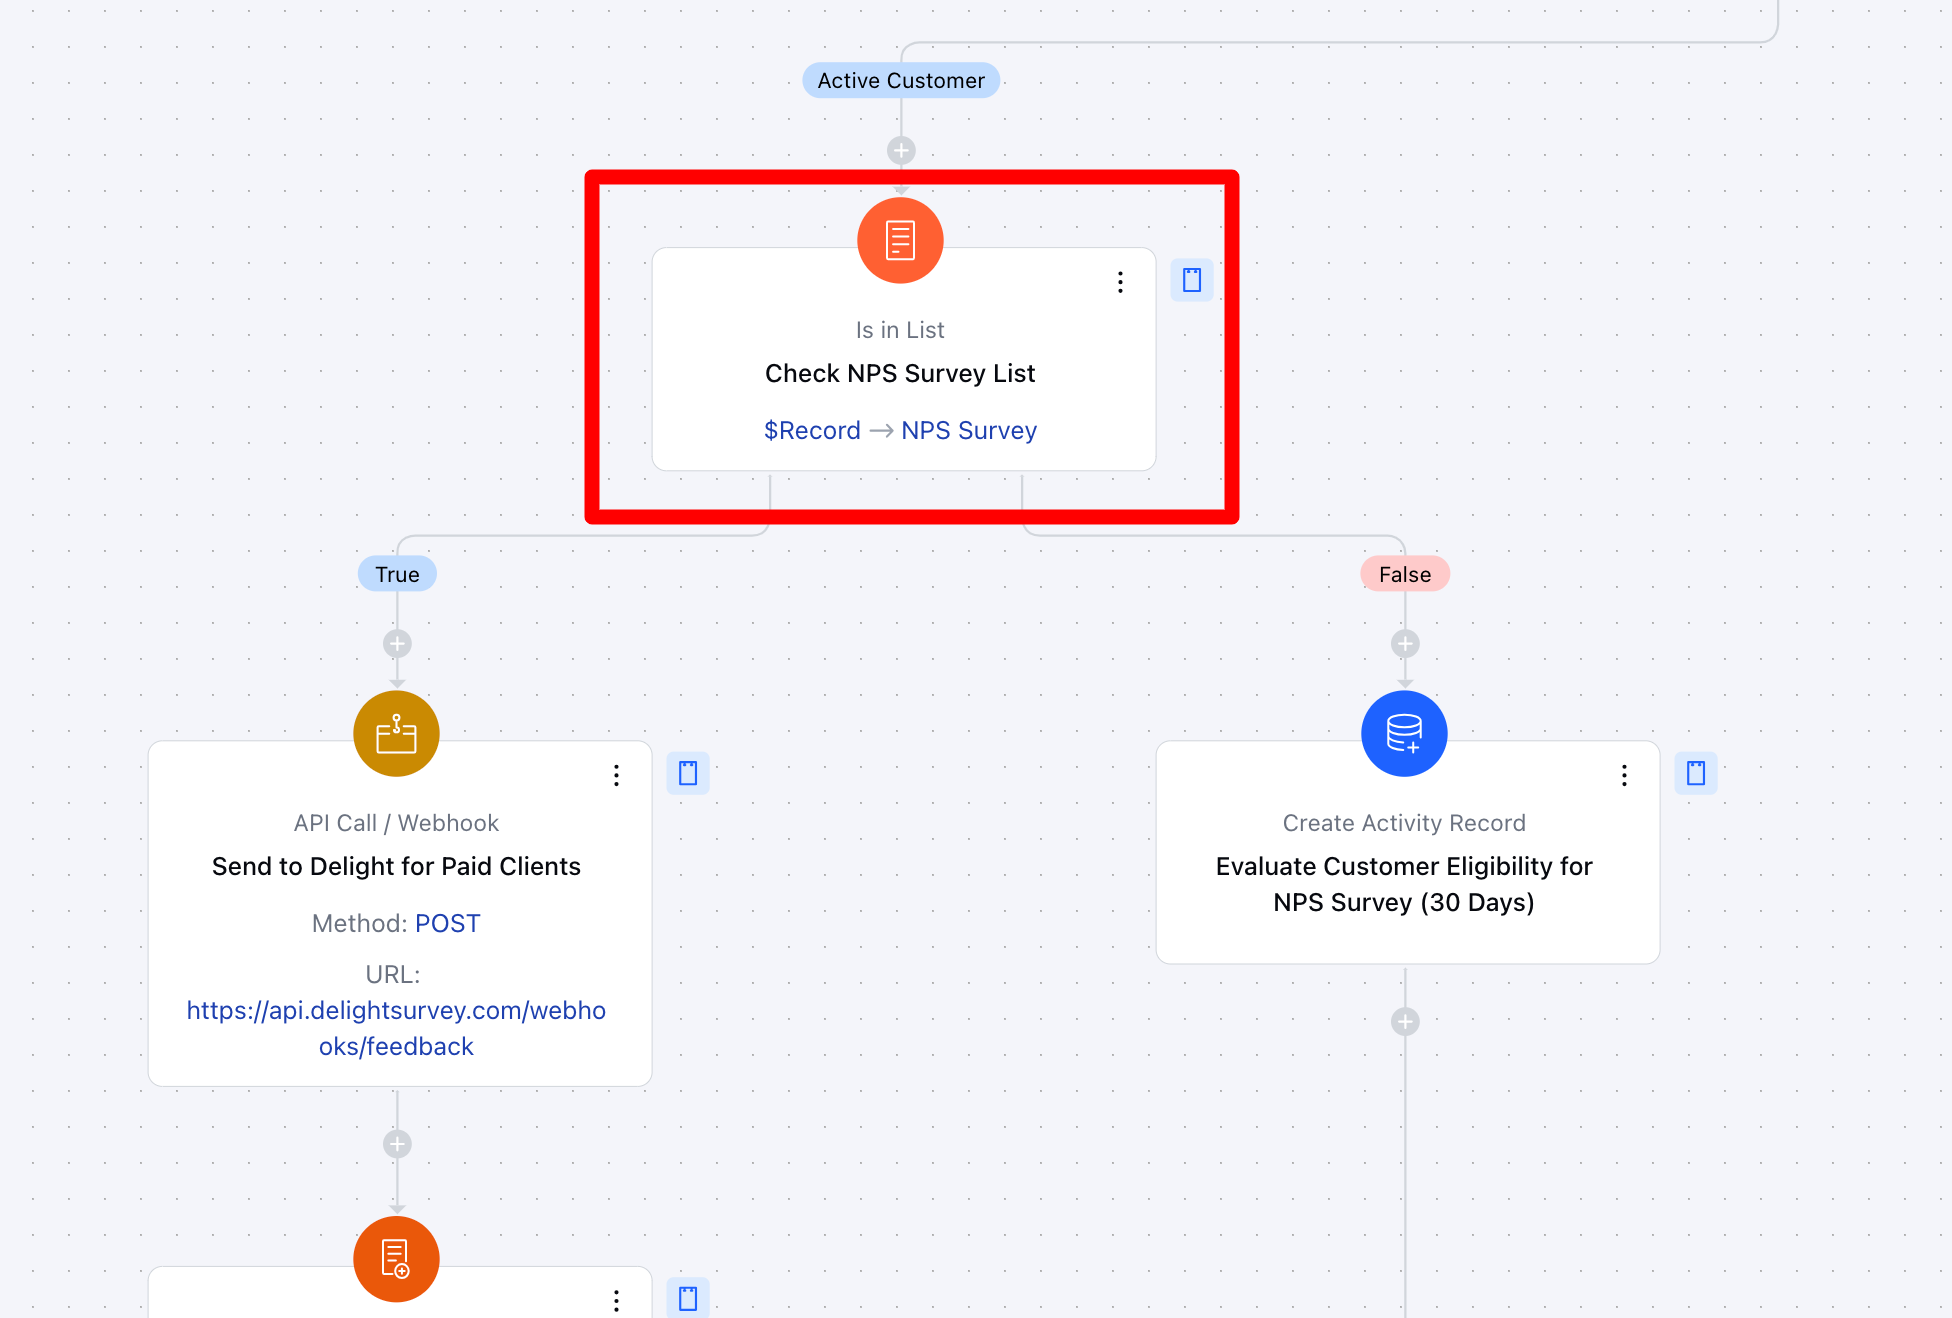 Active Customer
Is in List
Check NPS Survey List
$Record → NPS Survey
True
False
API Call / Webhook
Send to Delight for Paid Clients
Method: POST
URL:
https://api.delightsurvey.com/webho
oks/feedback
Create Activity Record
Evaluate Customer Eligibility for
NPS Survey (30 Days)